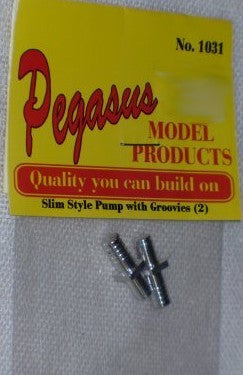 No. 1031
Pegasus
MODEL
PRODUCTS
Quality you can build on
Slim Style Pump with Groovies (2)